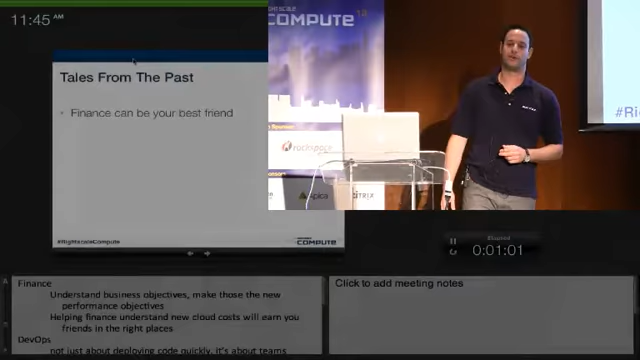 11:45 AM
Tales From The Past
• Finance can be your best friend
#RightscaleCompute
COMPUTE
COMPUTE
rackspace
Apica
CITRIX
Elapsed
0:01:01
Finance
Understand business objectives, make those the new
performance objectives
Helping finance understand new cloud costs will earn you
friends in the right places
DevOps
not just about deploying code quickly, it's about teams
Click to add meeting notes